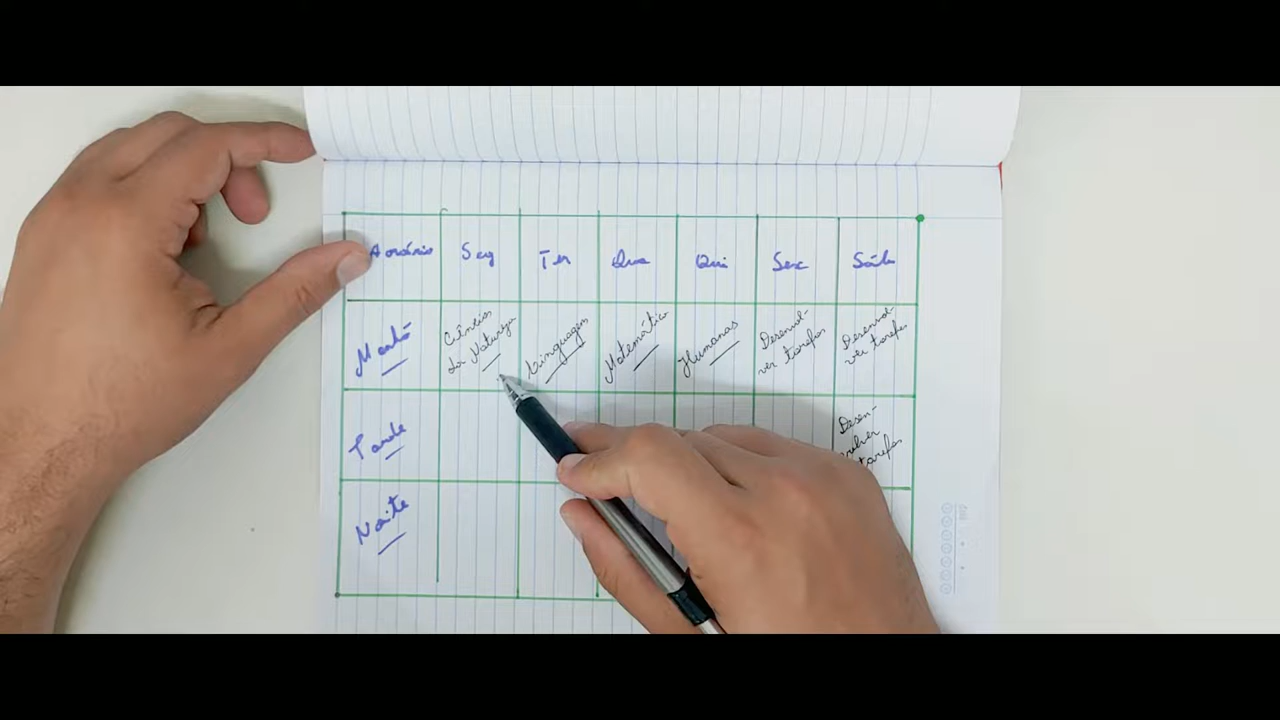 Horário Seg Ter Qua Qui Sex Sáb
Manhã
Ciências
da Natureza
Linguagem
Matemática
Humanas
Desenvol-
ver tarefas
Desenvol-
ver tarefas
Tarde
Desen-
volver
tarefas
Noite